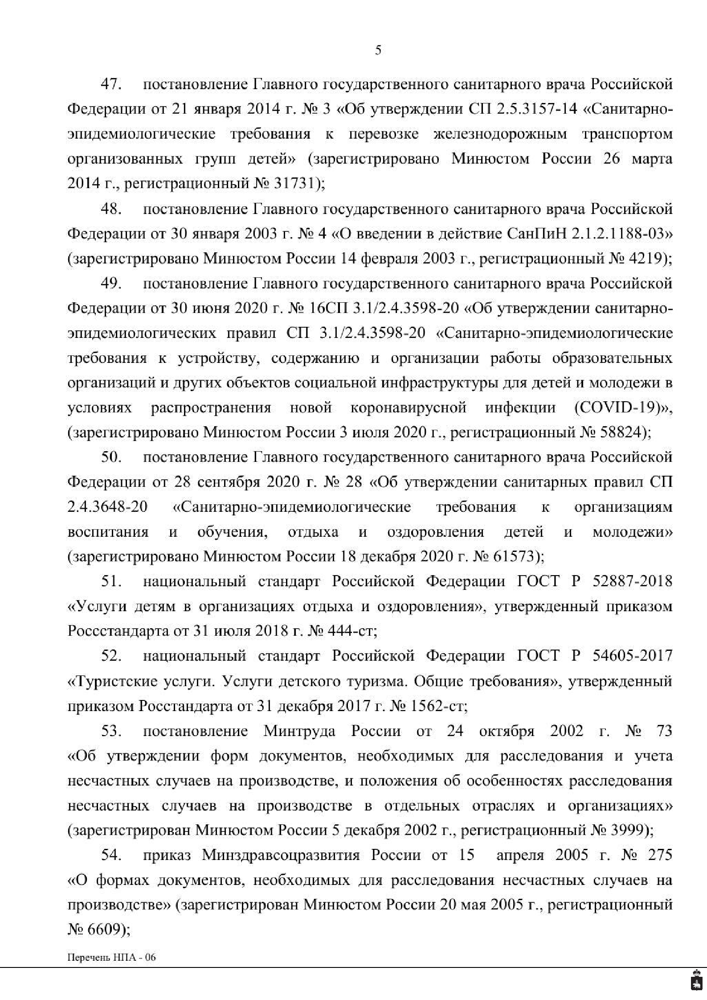 5
47. постановление Главного государственного санитарного врача Российской
Федерации от 21 января 2014 г. № 3 «Об утверждении СП 2.5.3157-14 «Санитарно-
эпидемиологические требования к перевозке железнодорожным транспортом
организованных групп детей» (зарегистрировано Минюстом России 26 марта
2014 г., регистрационный № 31731);
48. постановление Главного государственного санитарного врача Российской
Федерации от 30 января 2003 г. № 4 «О введении в действие СанПиН 2.1.2.1188-03»
(зарегистрировано Минюстом России 14 февраля 2003 г., регистрационный № 4219);
49. постановление Главного государственного санитарного врача Российской
Федерации от 30 июня 2020 г. № 16СП 3.1/2.4.3598-20 «Об утверждении санитарно-
эпидемиологических правил СП 3.1/2.4.3598-20 «Санитарно-эпидемиологические
требования к устройству, содержанию и организации работы образовательных
организаций и других объектов социальной инфраструктуры для детей и молодежи в
условиях распространения новой коронавирусной инфекции (COVID-19)»,
(зарегистрировано Минюстом России 3 июля 2020 г., регистрационный № 58824);
50. постановление Главного государственного санитарного врача Российской
Федерации от 28 сентября 2020 г. № 28 «Об утверждении санитарных правил СП
2.4.3648-20 «Санитарно-эпидемиологические требования к организациям
воспитания и обучения, отдыха и оздоровления детей и молодежи»
(зарегистрировано Минюстом России 18 декабря 2020 г. № 61573);
51. национальный стандарт Российской Федерации ГОСТ Р 52887-2018
«Услуги детям в организациях отдыха и оздоровления», утвержденный приказом
Россстандарта от 31 июля 2018 г. № 444-ст;
52. национальный стандарт Российской Федерации ГОСТ Р 54605-2017
«Туристские услуги. Услуги детского туризма. Общие требования», утвержденный
приказом Росстандарта от 31 декабря 2017 г. № 1562-ст;
53. постановление Минтруда России от 24 октября 2002 г. № 73
«Об утверждении форм документов, необходимых для расследования и учета
несчастных случаев на производстве, и положения об особенностях расследования
несчастных случаев на производстве в отдельных отраслях и организациях»
(зарегистрирован Минюстом России 5 декабря 2002 г., регистрационный № 3999);
54. приказ Минздравсоцразвития России от 15 апреля 2005 г. № 275
«О формах документов, необходимых для расследования несчастных случаев на
производстве» (зарегистрирован Минюстом России 20 мая 2005 г., регистрационный
№ 6609);
Перечень НПА - 06